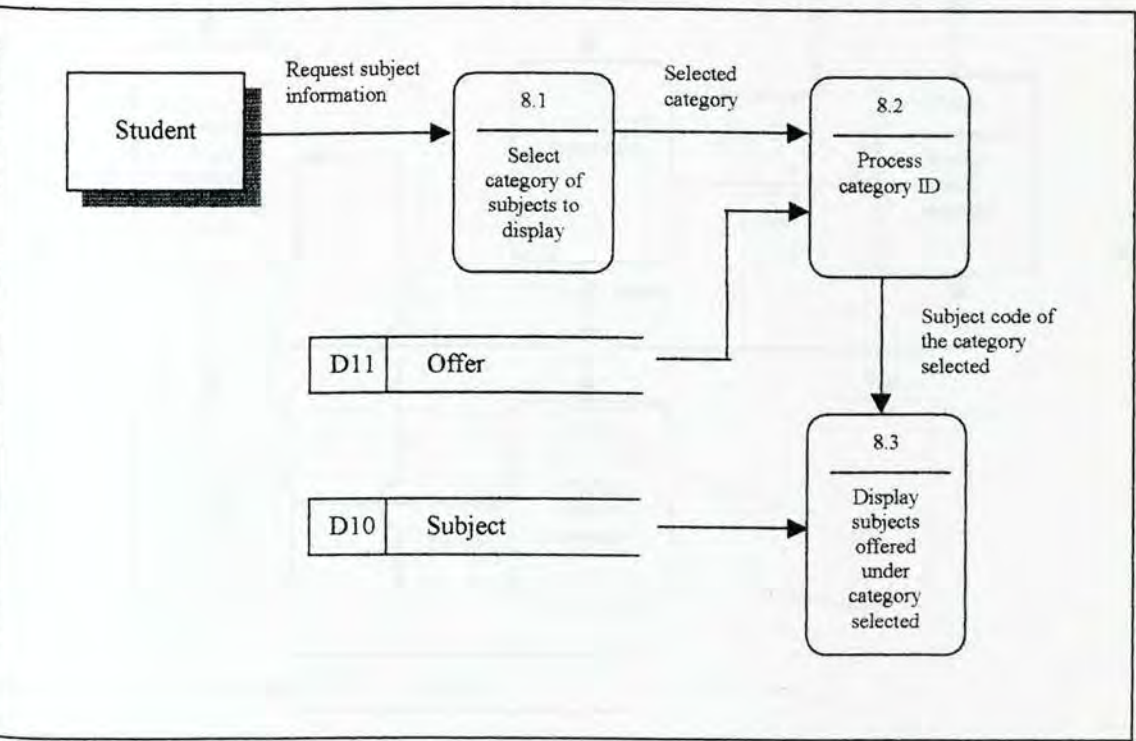 Student
Request subject
information
8.1
Select
category of
subjects to
display
Selected
category
8.2
Process
category ID
D11 Offer
Subject code of
the category
selected
D10 Subject
8.3
Display
subjects
offered
under
category
selected